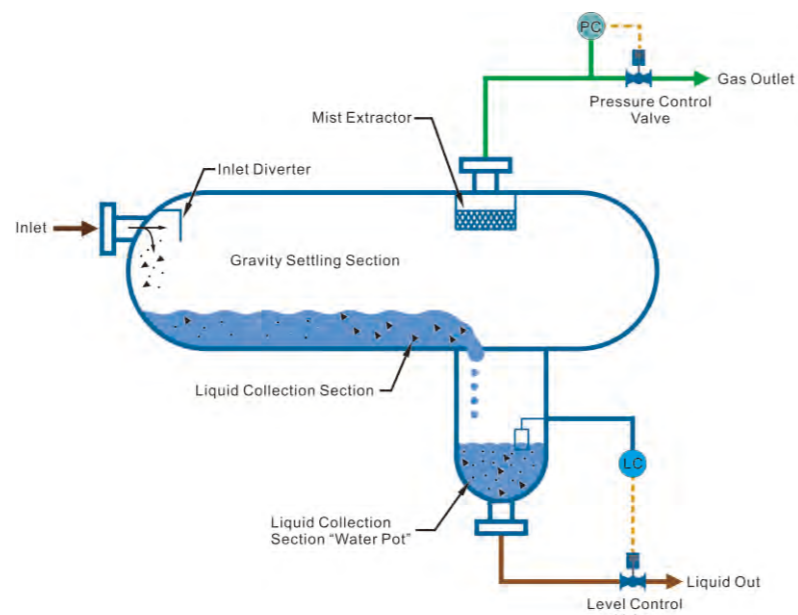 PC
Gas Outlet
Pressure Control
Valve
Mist Extractor
Inlet Diverter
Inlet
Gravity Settling Section
Liquid Collection Section
LC
Liquid Collection
Section “Water Pot”
Liquid Out
Level Control